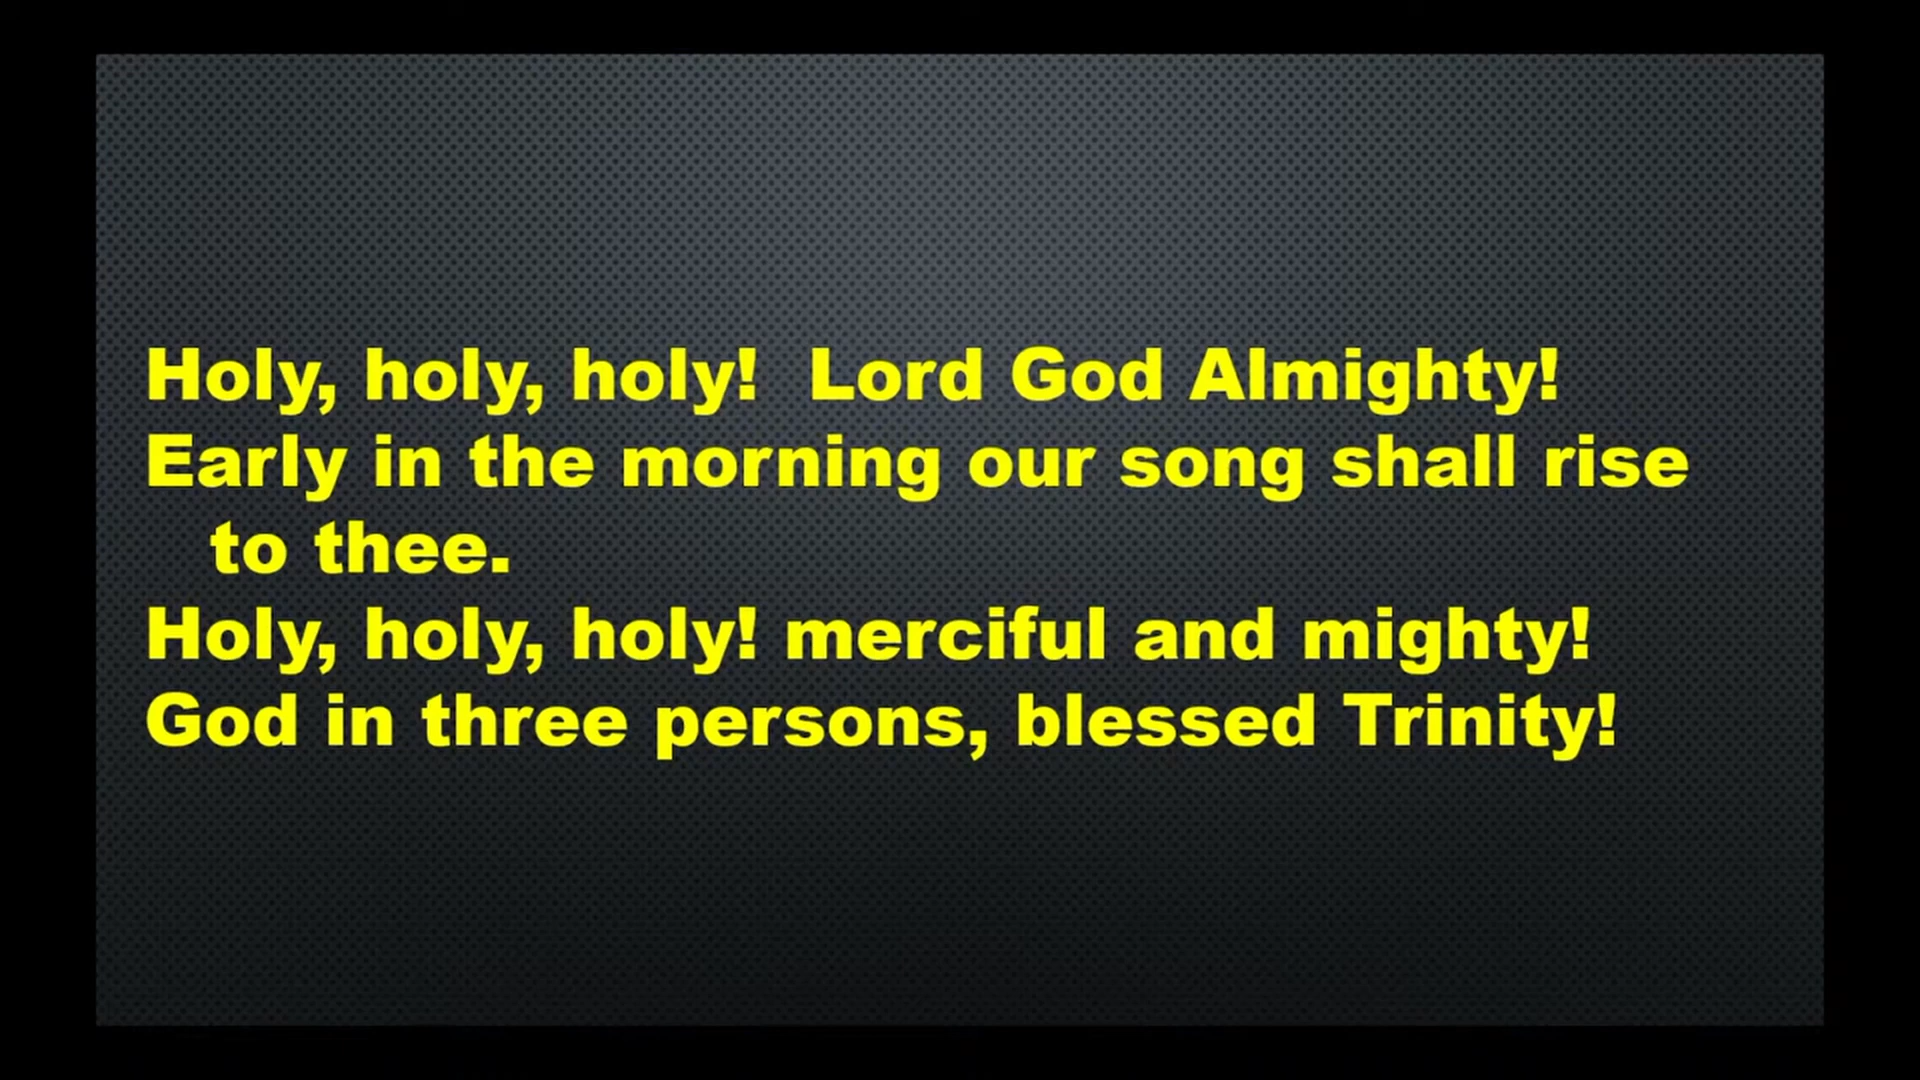 Holy, holy, holy!  Lord God Almighty!
Early in the morning our song shall rise
to thee.
Holy, holy, holy! merciful and mighty!
God in three persons, blessed Trinity!